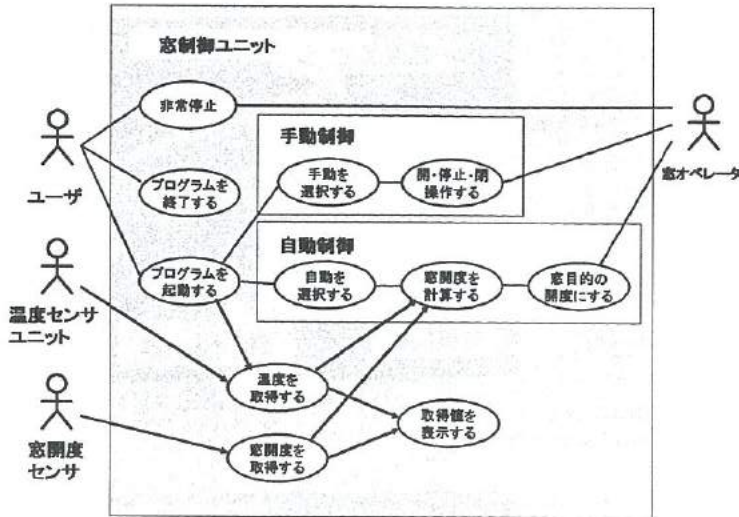 窓制御ユニット
非常停止
手動制御
手動を
選択する
開・停止・閉
操作する
ユーザ
窓オペレータ
プログラムを
終了する
自動制御
プログラムを
起動する
自動を
選択する
窓開度を
計算する
窓目的の
開度にする
温度センサ
ユニット
温度を
取得する
取得値を
表示する
窓開度
センサ
窓開度を
取得する